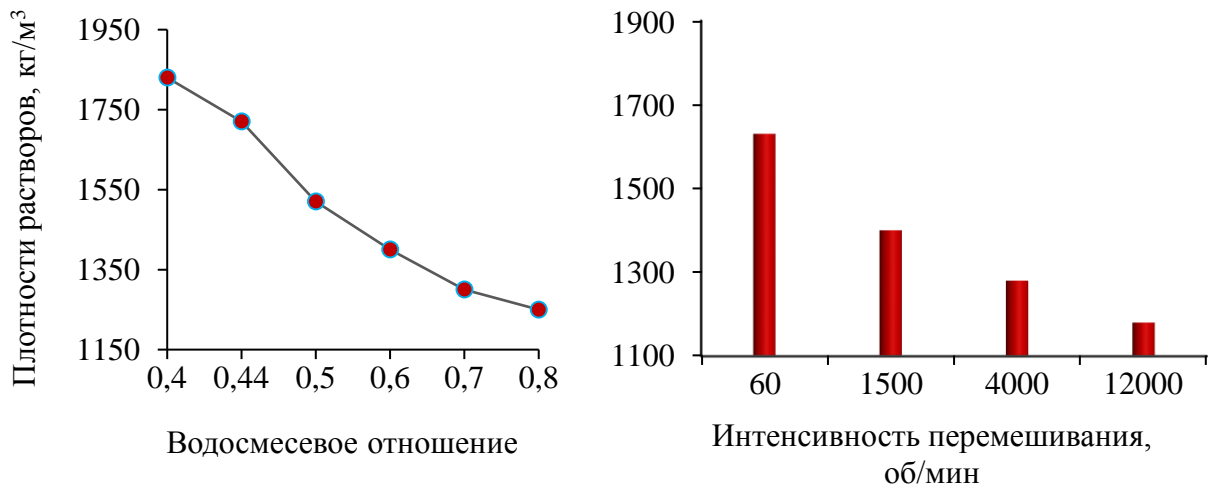 Плотности растворов, кг/м³
1950
1750
1550
1350
1150
0,4 0,44 0,5 0,6 0,7 0,8
Водосмесевое отношение
1900
1700
1500
1300
1100
60 1500 4000 12000
Интенсивность перемешивания,
об/мин